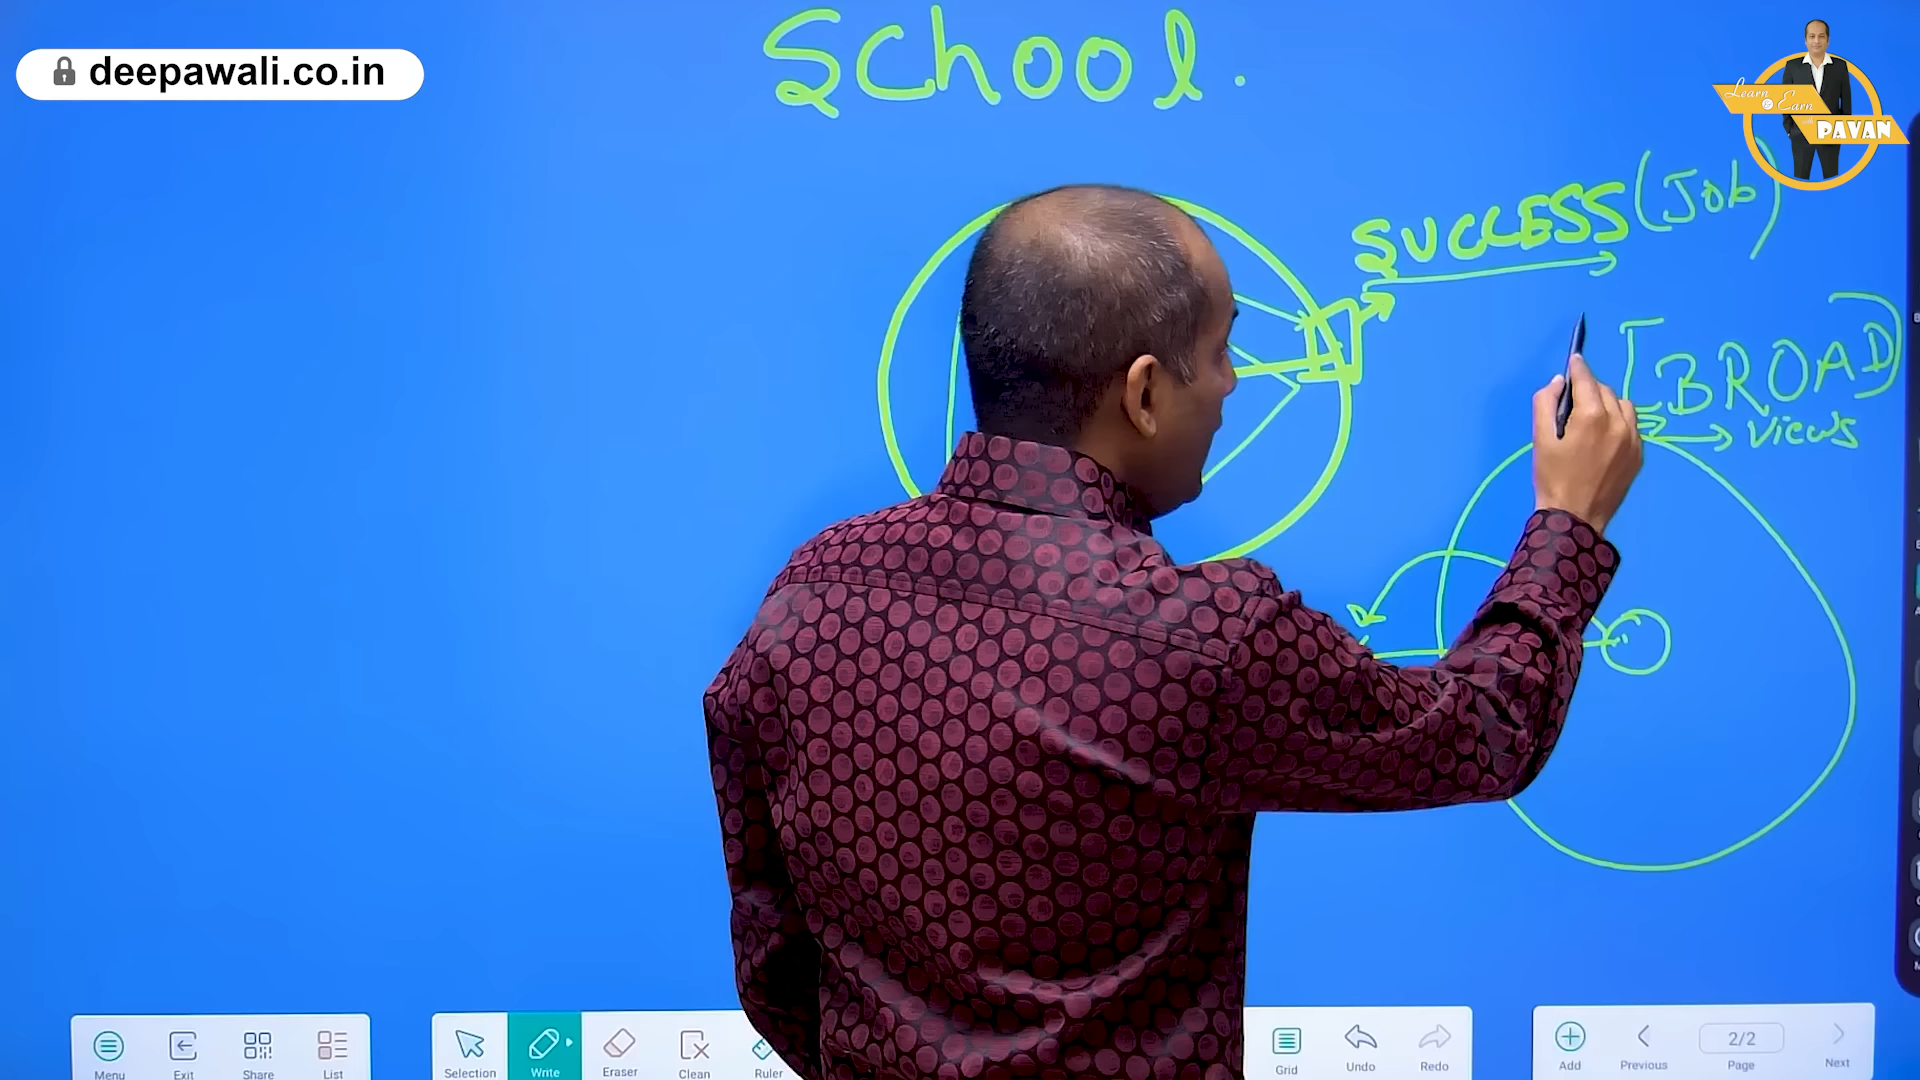 School.
deepawali.co.in
Learn & Earn
with
PAVAN
SUCCESS (Job)
[BROAD]
views
Menu
Exit
Share
List
Selection
Write
Eraser
Clean
Ruler
Grid
Undo
Redo
Add
Previous
2/2
Page
Next